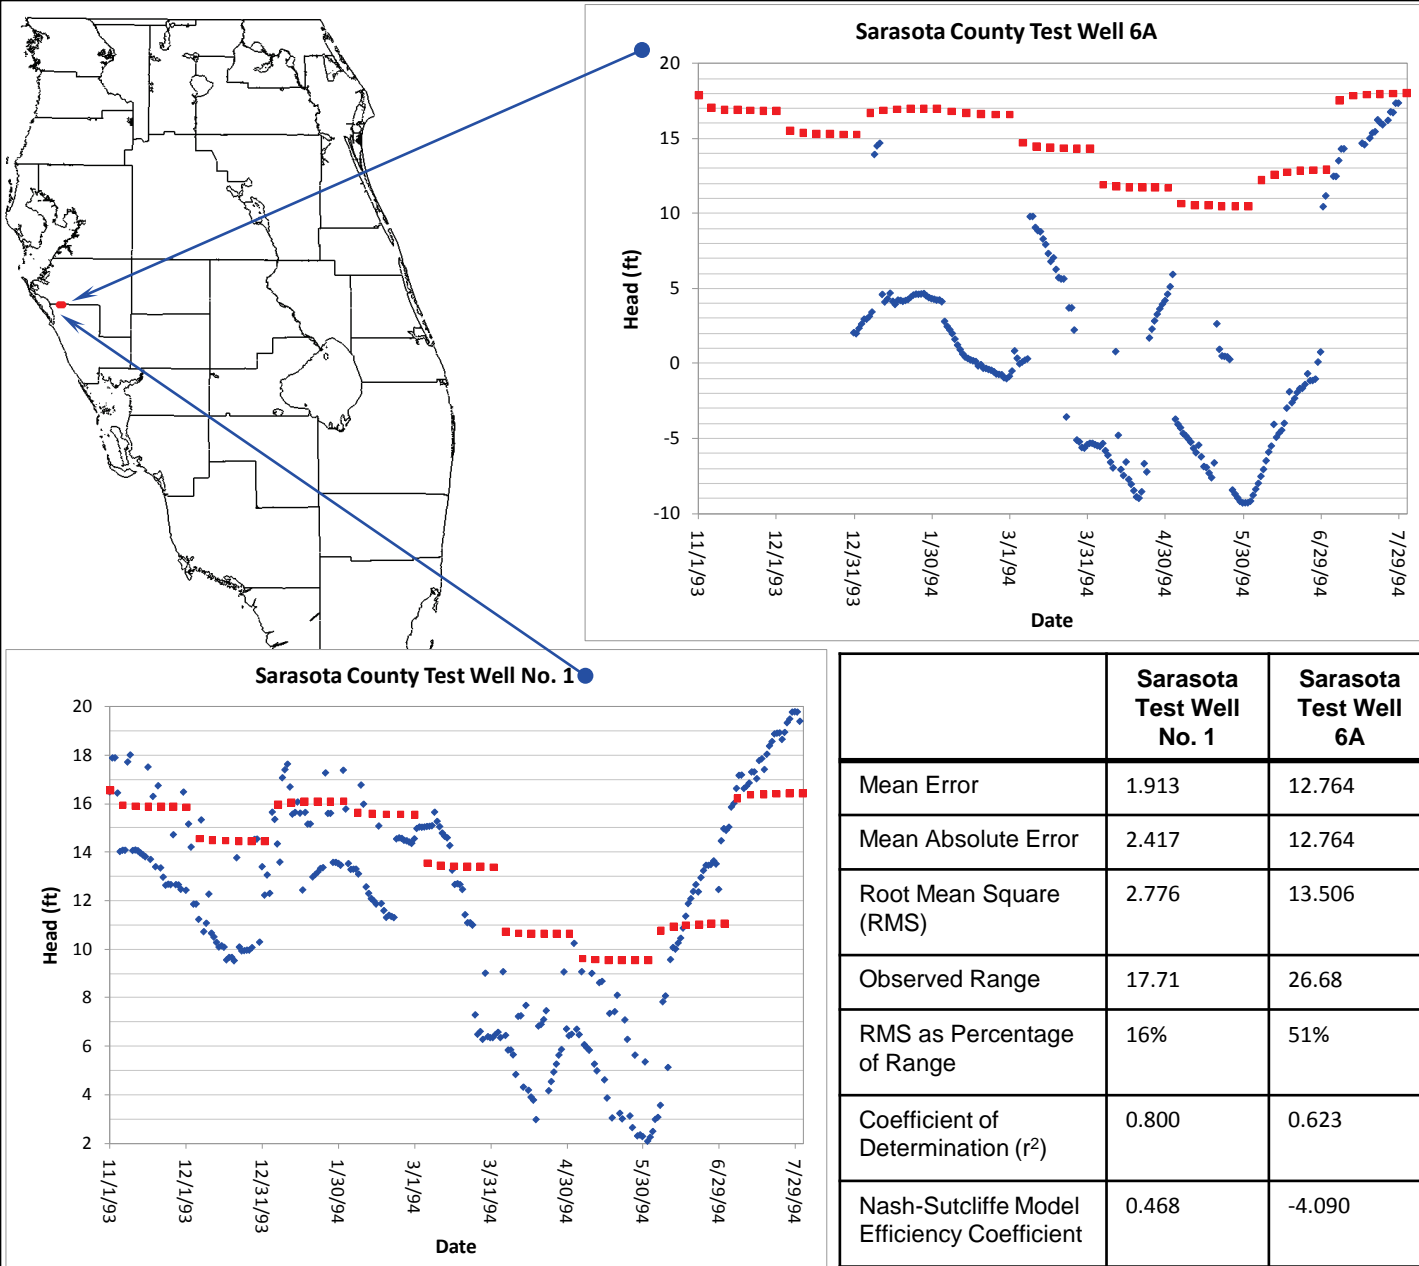 Sarasota County Test Well 6A
Head (ft)
20
15
10
5
0
-5
-10
11/1/93
12/1/93
12/31/93
1/30/94
3/1/94
3/31/94
4/30/94
5/30/94
6/29/94
7/29/94
Date
Sarasota County Test Well No. 1
Head (ft)
20
18
16
14
12
10
8
6
4
2
11/1/93
12/1/93
12/31/93
1/30/94
3/1/94
3/31/94
4/30/94
5/30/94
6/29/94
7/29/94
Date
Sarasota
Test Well
No. 1
Sarasota
Test Well
6A
Mean Error 1.913 12.764
Mean Absolute Error 2.417 12.764
Root Mean Square
(RMS)
2.776 13.506
Observed Range 17.71 26.68
RMS as Percentage
of Range
16% 51%
Coefficient of
Determination (r²)
0.800 0.623
Nash-Sutcliffe Model
Efficiency Coefficient
0.468 -4.090